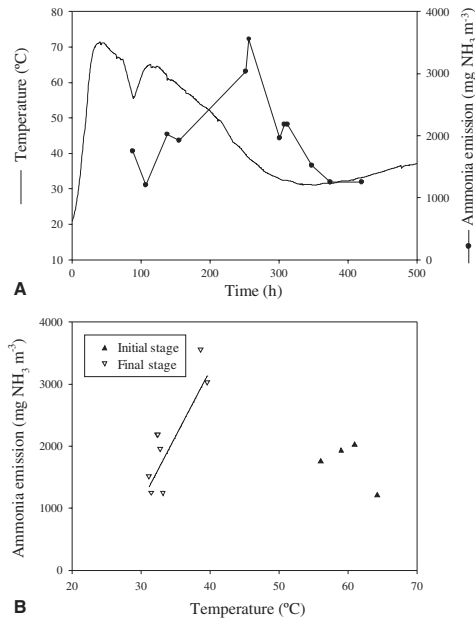 80
70
60
50
40
30
20
10
Temperature (ºC)
4000
3000
2000
1000
0
Ammonia emission (mg NH3 m-3)
0 100 200 300 400 500
Time (h)
A
4000
3000
2000
1000
0
Ammonia emission (mg NH3 m-3)
Initial stage
Final stage
20 30 40 50 60 70
Temperature (ºC)
B